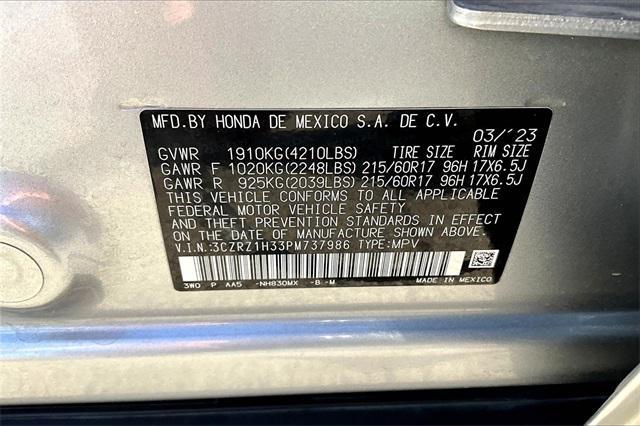 MFD.BY HONDA DE MEXICO S.A. DE C.V.
03/'23
GVWR 1910KG(4210LBS) TIRE SIZE RIM SIZE
GAWR F 1020KG(2248LBS) 215/60R17 96H 17X6.5J
GAWR R 925KG(2039LBS) 215/60R17 96H 17X6.5J
THIS VEHICLE CONFORMS TO ALL APPLICABLE
FEDERAL MOTOR VEHICLE SAFETY
AND THEFT PREVENTION STANDARDS IN EFFECT
ON THE DATE OF MANUFACTURE SHOWN ABOVE.
V.I.N:3CZRZ1H33PM737986 TYPE:MPV
3W0 P AA5 -NH830MX -B -M MADE IN MEXICO